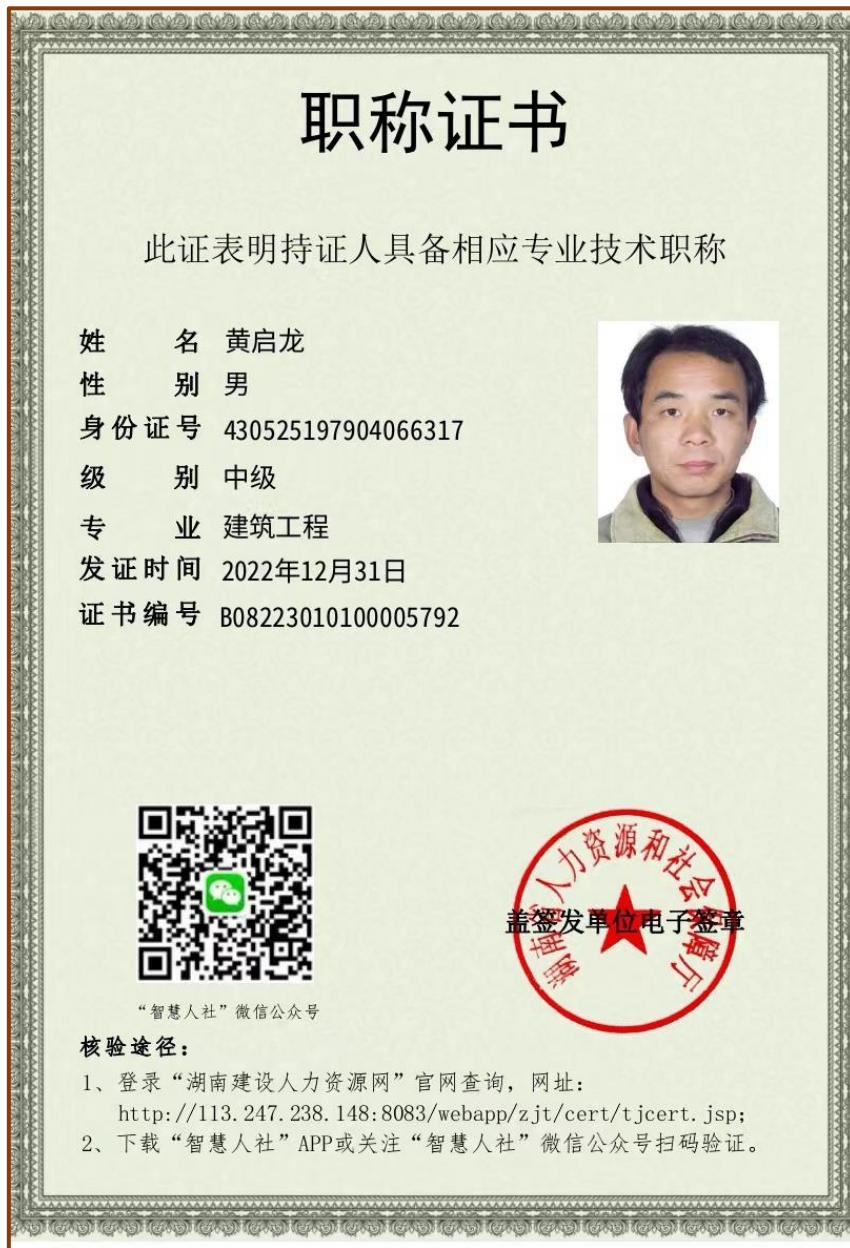 职称证书
此证表明持证人具备相应专业技术职称
姓 名 黄启龙
性 别 男
身份证号 430525197904066317
级 别 中级
专 业 建筑工程
发证时间 2022年12月31日
证书编号 B08223010100005792
湖南省人力资源和社会保障厅
盖签发单位电子签章
“智慧人社”微信公众号
核验途径：
1、登录“湖南建设人力资源网”官网查询，网址：
http://113.247.238.148:8083/webapp/zjt/cert/tjcert.jsp;
2、下载“智慧人社”APP或关注“智慧人社”微信公众号扫码验证。